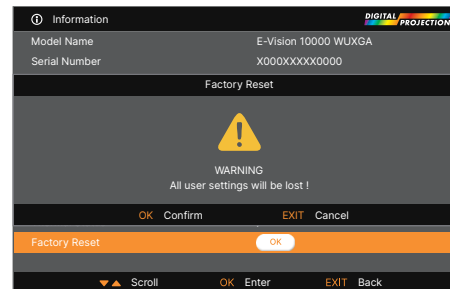 Information
DIGITAL PROJECTION
Model Name E-Vision 10000 WUXGA
Serial Number X000XXXXX0000
Factory Reset
WARNING
All user settings will be lost !
OK Confirm EXIT Cancel
Factory Reset OK
Scroll OK Enter EXIT Back